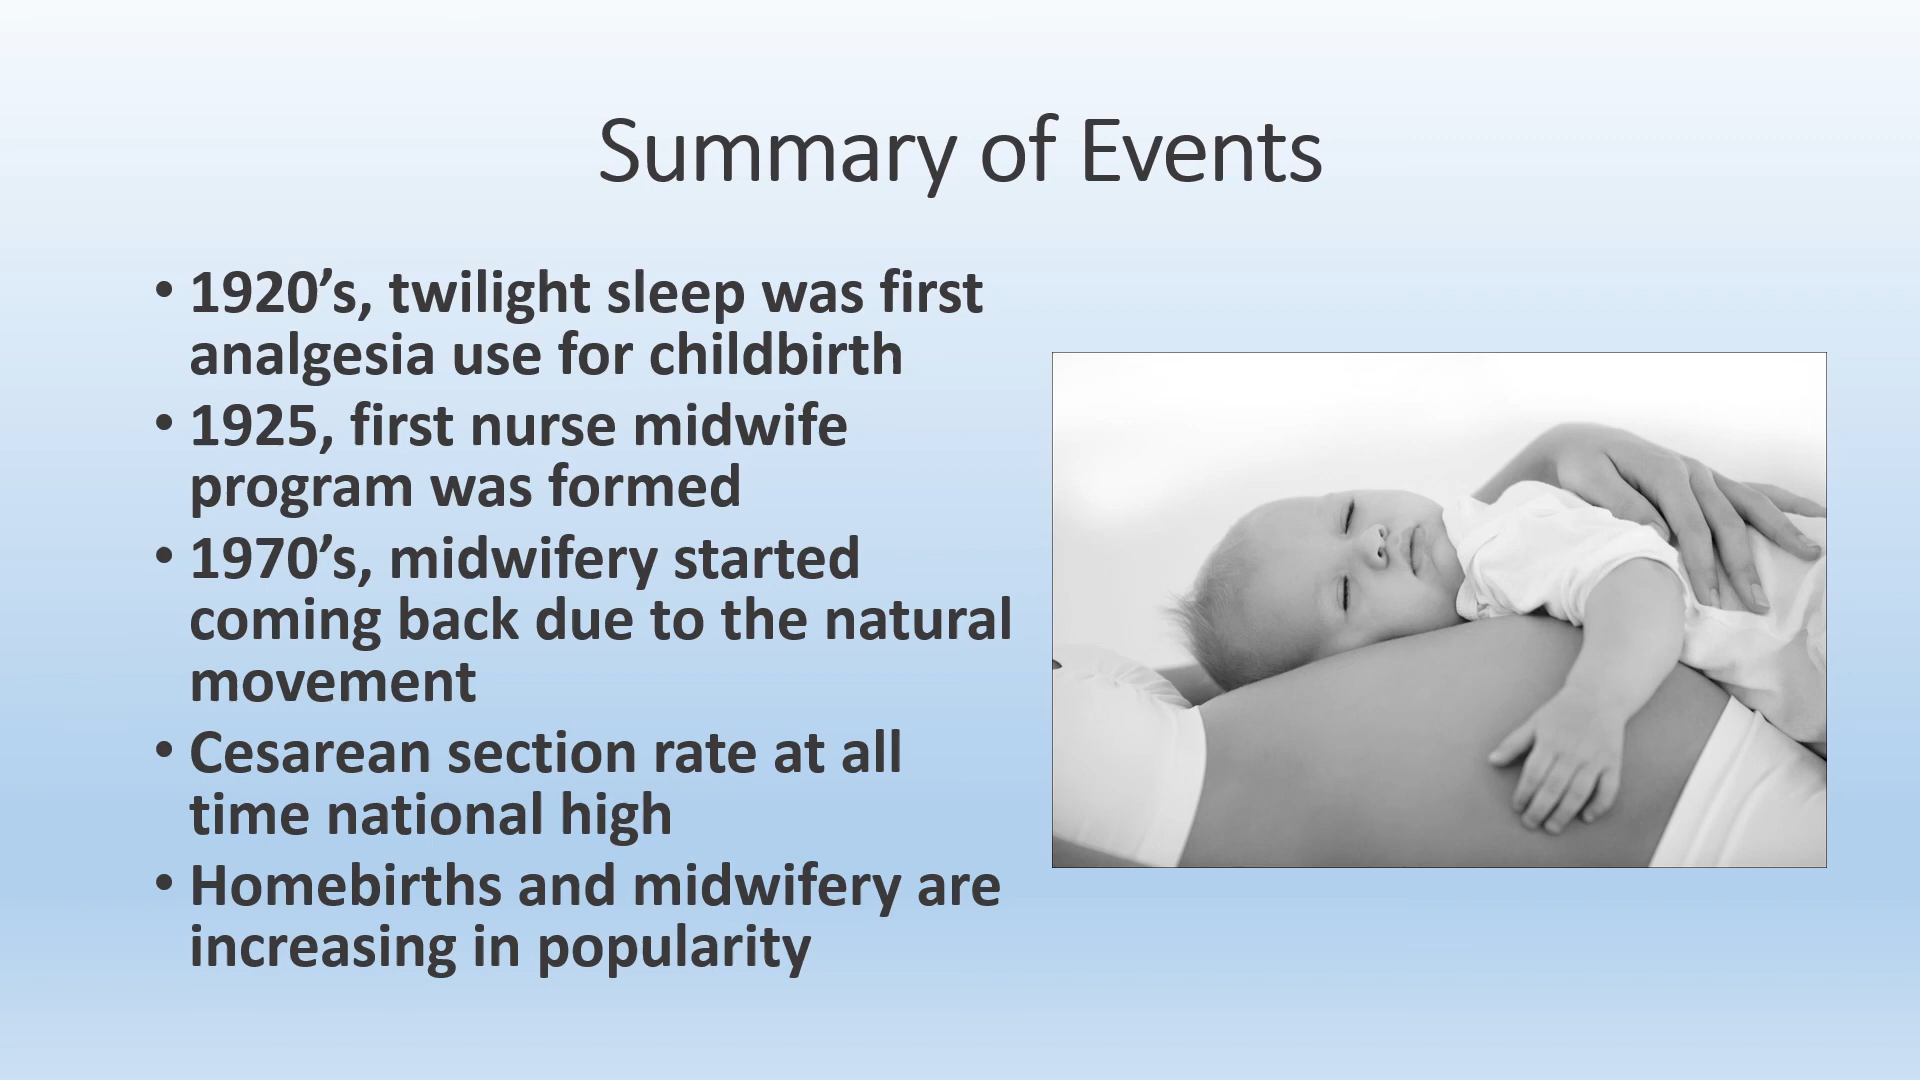 Summary of Events
• 1920’s, twilight sleep was first
analgesia use for childbirth
• 1925, first nurse midwife
program was formed
• 1970’s, midwifery started
coming back due to the natural
movement
• Cesarean section rate at all
time national high
• Homebirths and midwifery are
increasing in popularity